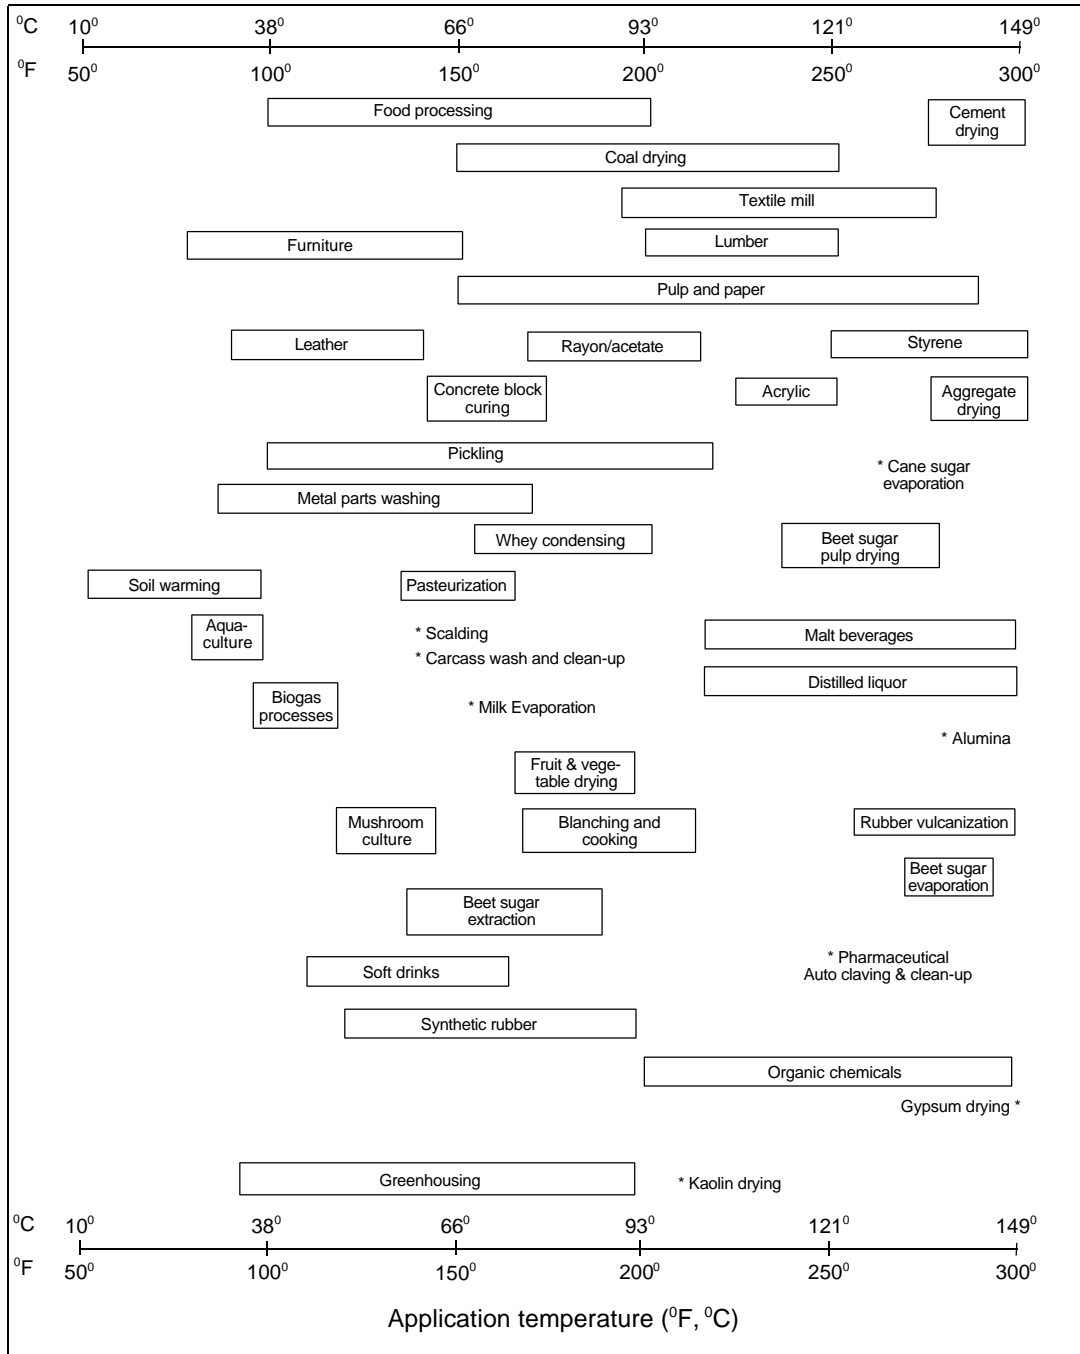 ⁰C 10⁰ 38⁰ 66⁰ 93⁰ 121⁰ 149⁰
⁰F 50⁰ 100⁰ 150⁰ 200⁰ 250⁰ 300⁰
Food processing
Cement
drying
Coal drying
Textile mill
Furniture
Lumber
Pulp and paper
Leather
Rayon/acetate
Styrene
Concrete block
curing
Acrylic
Aggregate
drying
Pickling
* Cane sugar
evaporation
Metal parts washing
Whey condensing
Beet sugar
pulp drying
Soil warming
Pasteurization
Aqua-
culture
* Scalding
* Carcass wash and clean-up
Malt beverages
Distilled liquor
Biogas
processes
* Milk Evaporation
* Alumina
Fruit & vege-
table drying
Mushroom
culture
Blanching and
cooking
Rubber vulcanization
Beet sugar
evaporation
Beet sugar
extraction
* Pharmaceutical
Auto claving & clean-up
Soft drinks
Synthetic rubber
Organic chemicals
Gypsum drying *
Greenhousing
* Kaolin drying
⁰C 10⁰ 38⁰ 66⁰ 93⁰ 121⁰ 149⁰
⁰F 50⁰ 100⁰ 150⁰ 200⁰ 250⁰ 300⁰
Application temperature (⁰F, ⁰C)